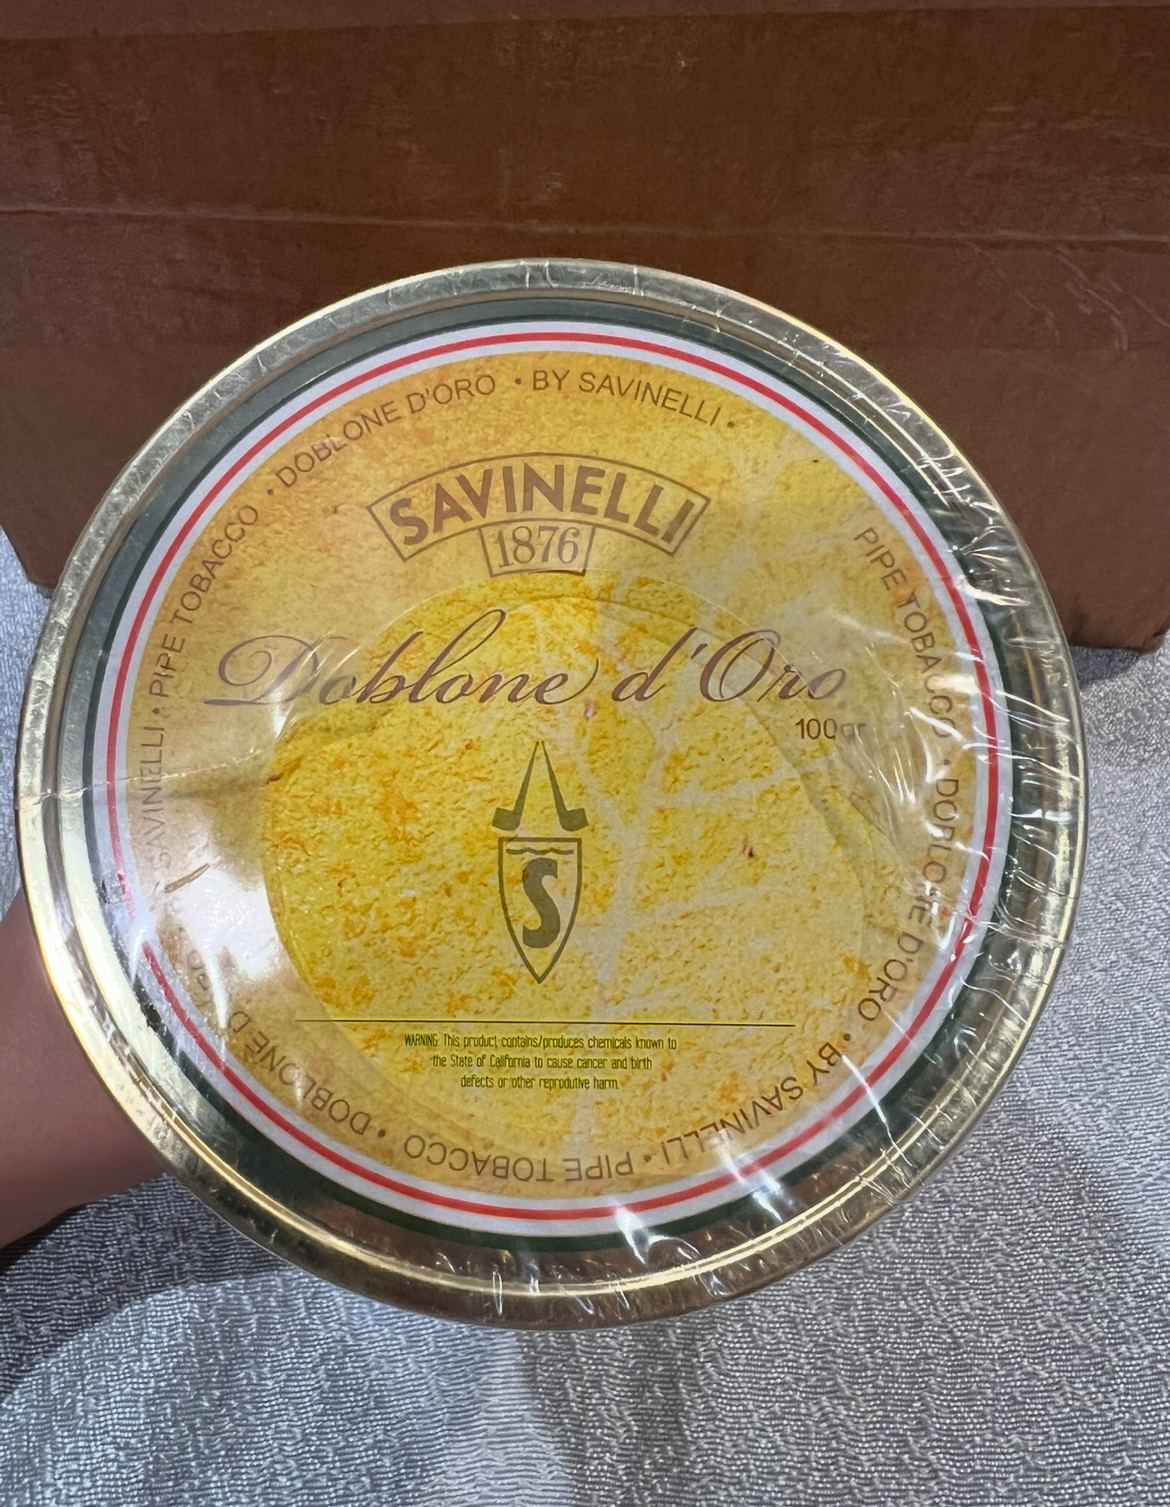 PIPE TOBACCO • DOBLONE D'ORO • BY SAVINELLI •
PIPE TOBACCO • DOBLONE D'ORO • BY SAVINELLI •
PIPE TOBACCO • DOBLONE D
SAVINELLI •
SAVINELLI
1876
Doblone d'Oro
100gr
S
WARNING: This product contains/produces chemicals known to
the State of California to cause cancer and birth
defects or other reprodutive harm.